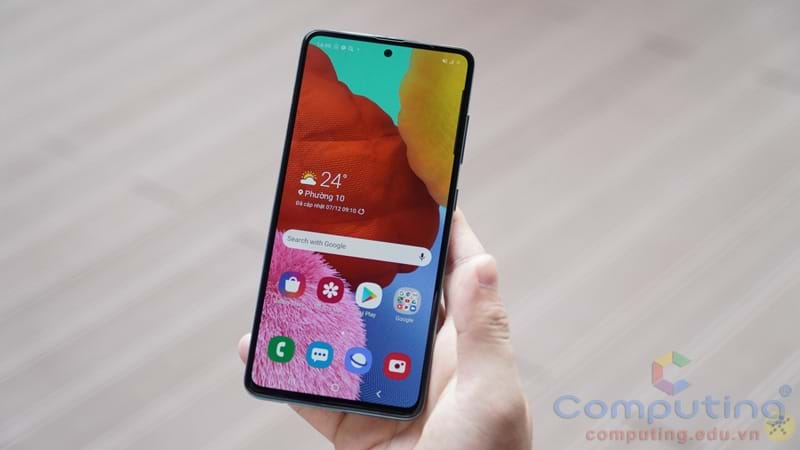 24°
Phường 10
Đã cập nhật 07/12 09:10
Search with Google
Play
Google
Computing®
computing.edu.vn